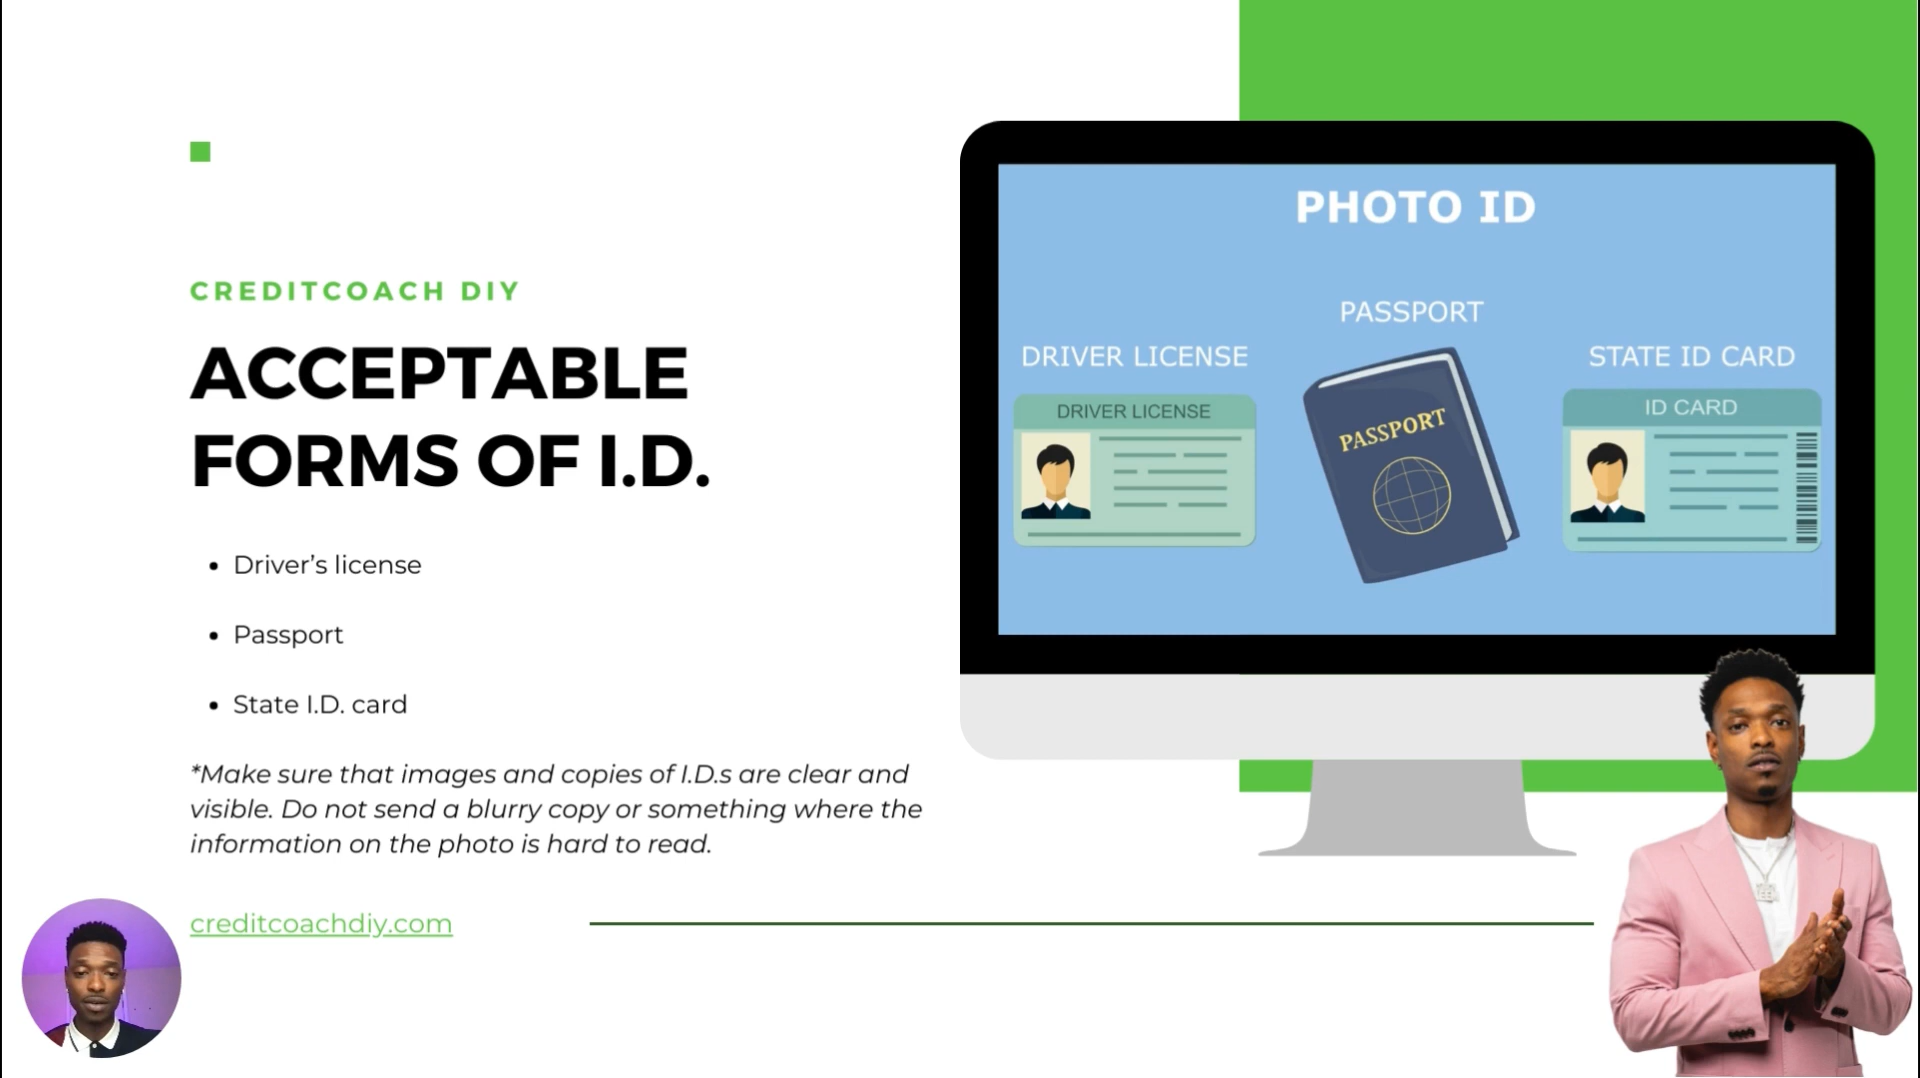 CREDITCOACH DIY
ACCEPTABLE
FORMS OF I.D.
• Driver's license
• Passport
• State I.D. card
*Make sure that images and copies of I.D.s are clear and
visible. Do not send a blurry copy or something where the
information on the photo is hard to read.
creditcoachdiy.com
PHOTO ID
PASSPORT
DRIVER LICENSE
STATE ID CARD
DRIVER LICENSE
PASSPORT
ID CARD